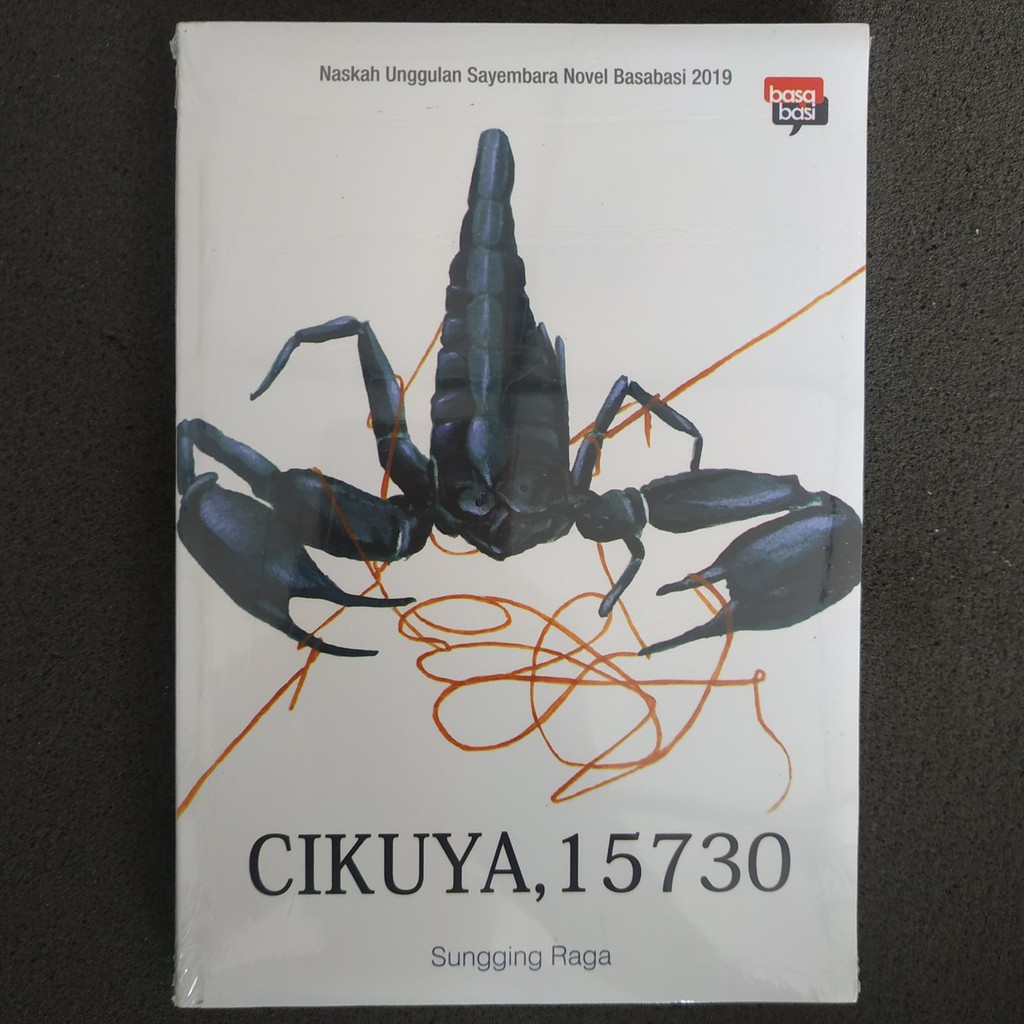 Naskah Unggulan Sayembara Novel Basabasi 2019
basa
basi
CIKUYA, 15730
Sungging Raga